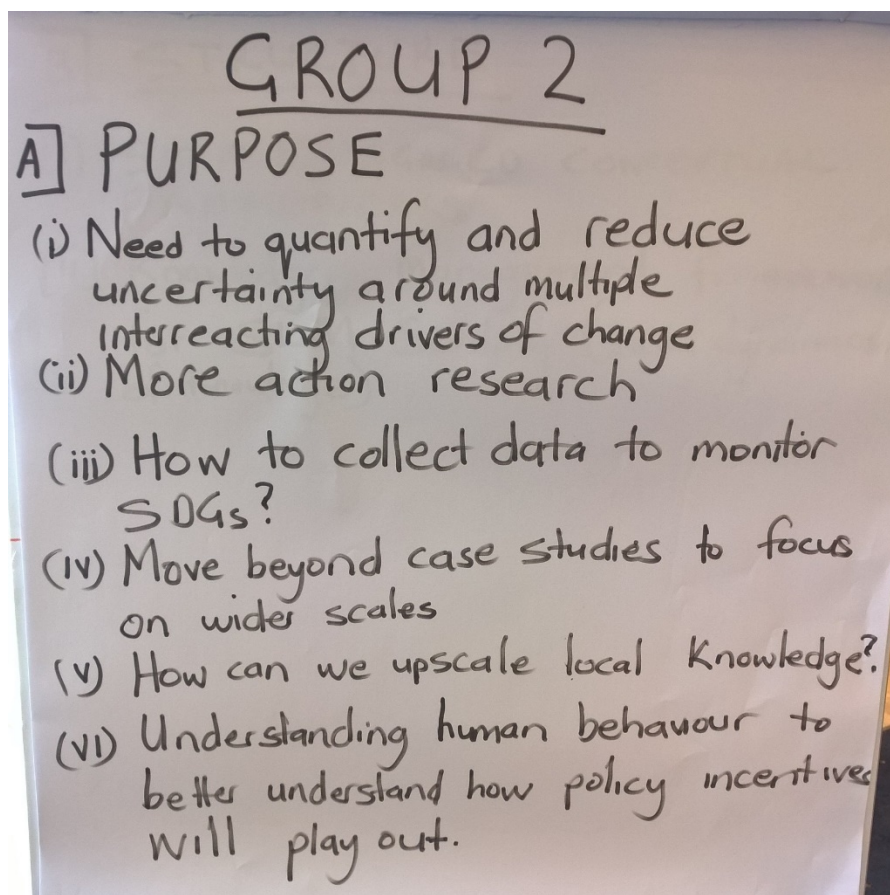 GROUP 2
A] PURPOSE
(i) Need to quantify and reduce
uncertainty around multiple
interreacting drivers of change
(ii) More action research
(iii) How to collect data to monitor
SDGs?
(iv) Move beyond case studies to focus
on wider scales
(v) How can we upscale local Knowledge?
(vi) Understanding human behavour to
better understand how policy incentives
will play out.